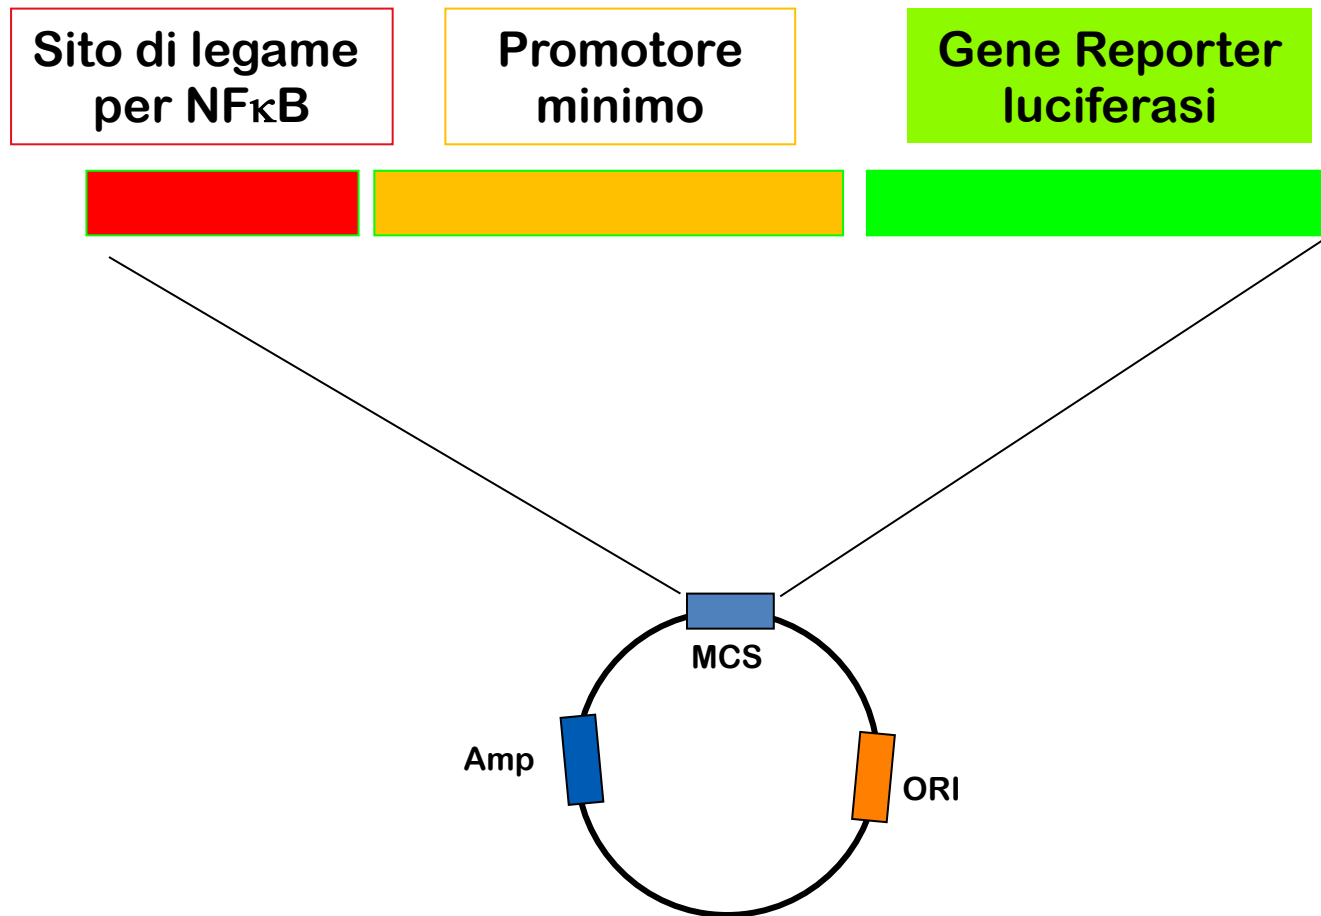 Sito di legame
per NFκB
Promotore
minimo
Gene Reporter
luciferasi
MCS
Amp
ORI